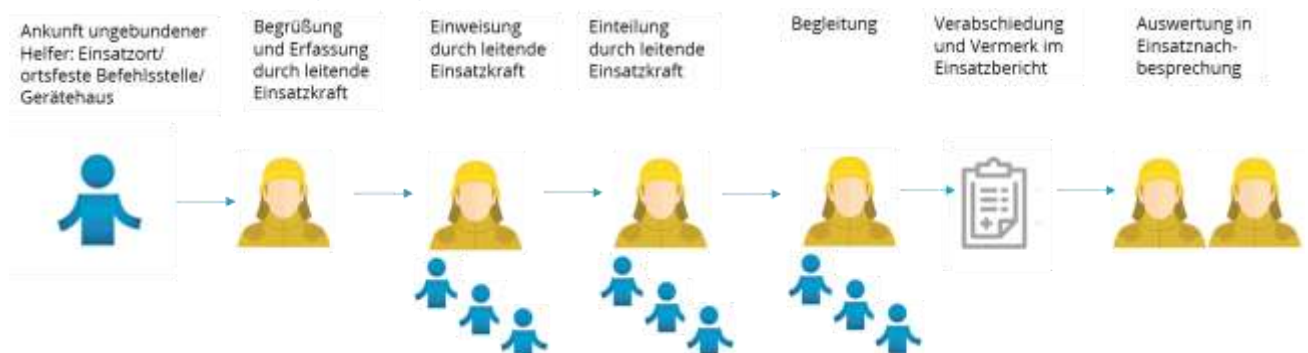 Ankunft ungebundener
Helfer: Einsatzort/
ortsfeste Befehlsstelle/
Gerätehaus
Begrüßung
und Erfassung
durch leitende
Einsatzkraft
Einweisung
durch leitende
Einsatzkraft
Einteilung
durch leitende
Einsatzkraft
Begleitung
Verabschiedung
und Vermerk im
Einsatzbericht
Auswertung in
Einsatznach-
besprechung